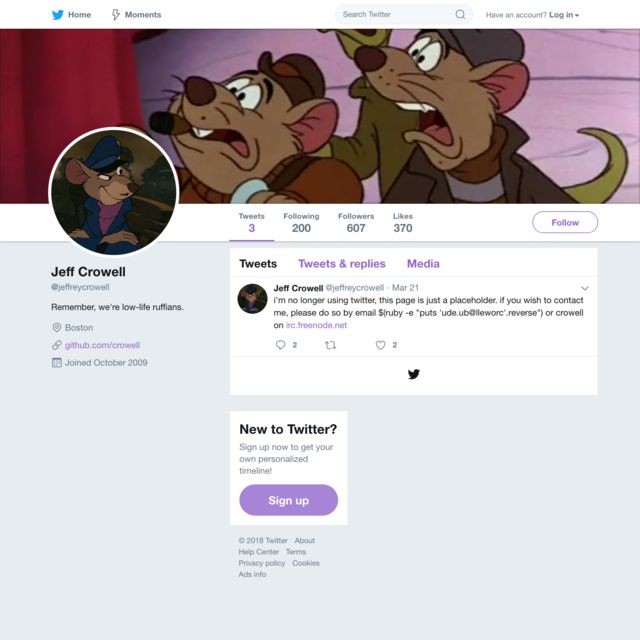 Home
Moments
Search Twitter
Have an account? Log in
Tweets
3
Following
200
Followers
607
Likes
370
Follow
Jeff Crowell
@jeffreycrowell
Remember, we're low-life ruffians.
Boston
github.com/crowell
Joined October 2009
Tweets
Tweets & replies
Media
Jeff Crowell @jeffreycrowell · Mar 21
i'm no longer using twitter, this page is just a placeholder. if you wish to contact
me, please do so by email $(ruby -e "puts 'ude.ub@lleworc'.reverse") or crowell
on irc.freenode.net
2
2
New to Twitter?
Sign up now to get your
own personalized
timeline!
Sign up
© 2018 Twitter About
Help Center Terms
Privacy policy Cookies
Ads info